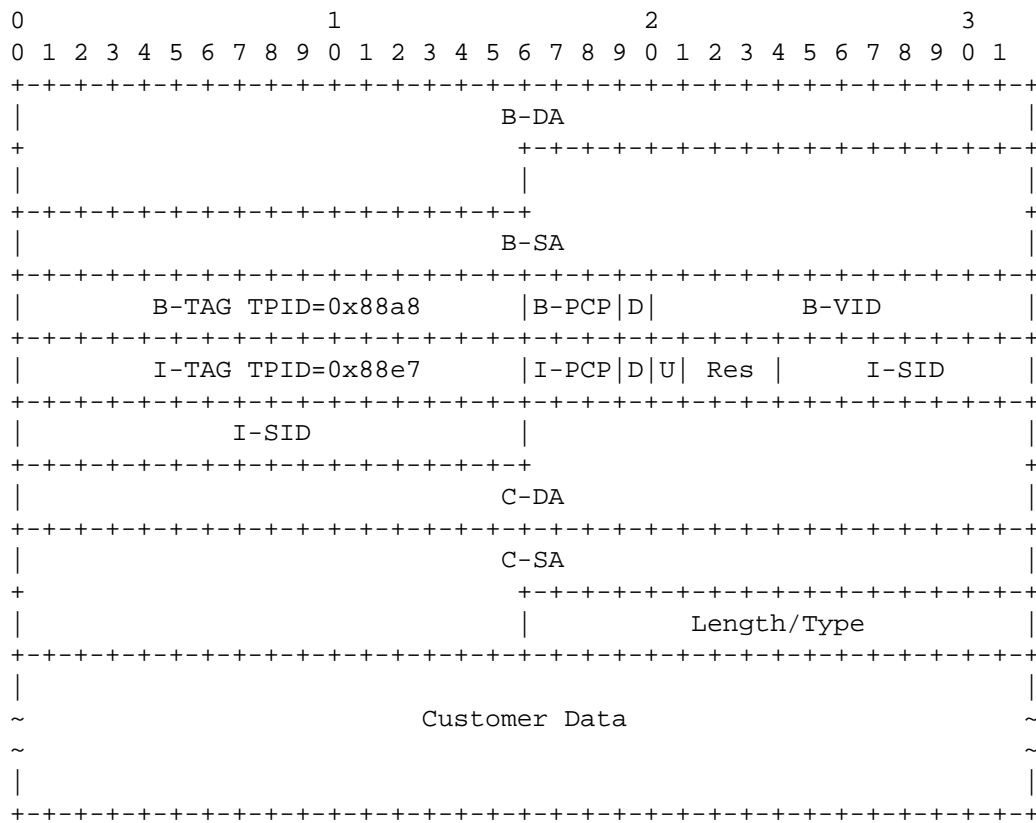 0                   1                   2                   3
0 1 2 3 4 5 6 7 8 9 0 1 2 3 4 5 6 7 8 9 0 1 2 3 4 5 6 7 8 9 0 1
+-+-+-+-+-+-+-+-+-+-+-+-+-+-+-+-+-+-+-+-+-+-+-+-+-+-+-+-+-+-+-+-+
|                              B-DA                             |
+                               +-+-+-+-+-+-+-+-+-+-+-+-+-+-+-+-+
|                               |                               |
+-+-+-+-+-+-+-+-+-+-+-+-+-+-+-+-+                               +
|                              B-SA                             |
+-+-+-+-+-+-+-+-+-+-+-+-+-+-+-+-+-+-+-+-+-+-+-+-+-+-+-+-+-+-+-+-+
|        B-TAG TPID=0x88a8      |B-PCP|D|         B-VID         |
+-+-+-+-+-+-+-+-+-+-+-+-+-+-+-+-+-+-+-+-+-+-+-+-+-+-+-+-+-+-+-+-+
|        I-TAG TPID=0x88e7      |I-PCP|D|U| Res |     I-SID     |
+-+-+-+-+-+-+-+-+-+-+-+-+-+-+-+-+-+-+-+-+-+-+-+-+-+-+-+-+-+-+-+-+
|             I-SID             |                               |
+-+-+-+-+-+-+-+-+-+-+-+-+-+-+-+-+                               +
|                              C-DA                             |
+-+-+-+-+-+-+-+-+-+-+-+-+-+-+-+-+-+-+-+-+-+-+-+-+-+-+-+-+-+-+-+-+
|                              C-SA                             |
+                               +-+-+-+-+-+-+-+-+-+-+-+-+-+-+-+-+
|                               |          Length/Type          |
+-+-+-+-+-+-+-+-+-+-+-+-+-+-+-+-+-+-+-+-+-+-+-+-+-+-+-+-+-+-+-+-+
|                                                               |
~                         Customer Data                         ~
~                                                               ~
|                                                               |
+-+-+-+-+-+-+-+-+-+-+-+-+-+-+-+-+-+-+-+-+-+-+-+-+-+-+-+-+-+-+-+-+